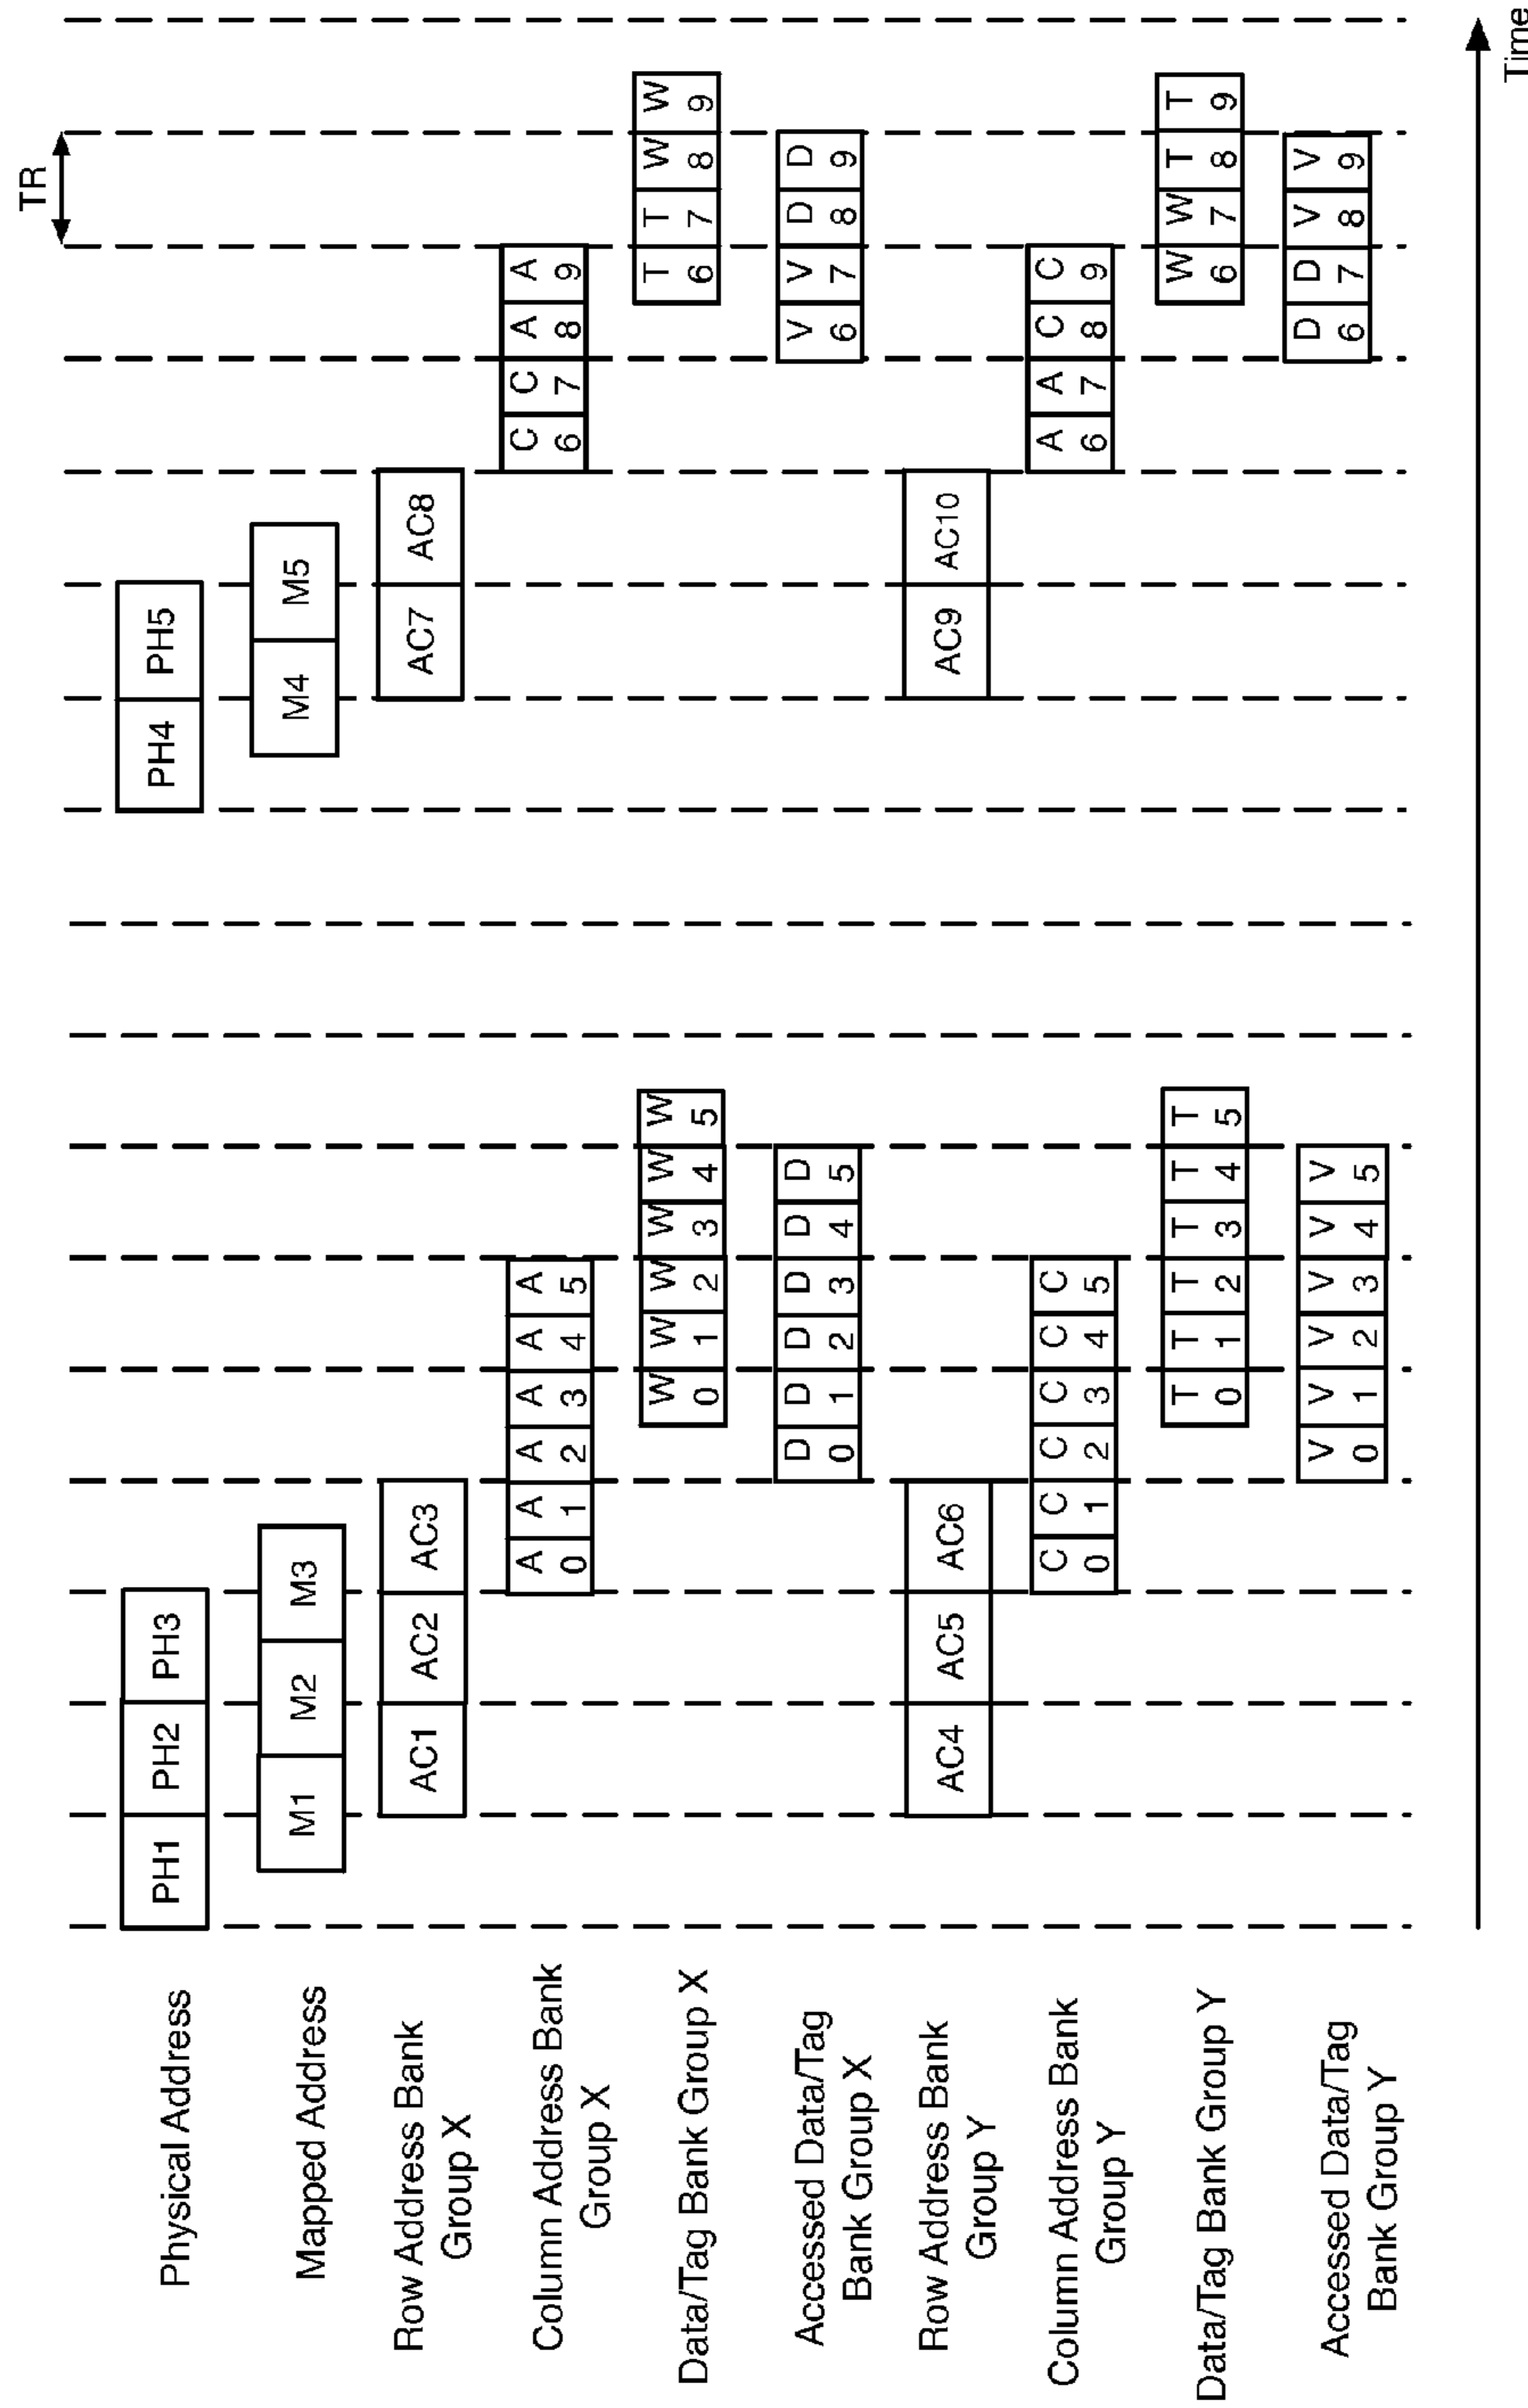 TR
Physical Address
PH1 PH2 PH3 PH4 PH5
Mapped Address
M1 M2 M3 M4 M5
Row Address Bank
Group X
AC1 AC2 AC3 AC7 AC8
Column Address Bank
Group X
A A A A A A C C A A
0 1 2 3 4 5 6 7 8 9
Data/Tag Bank Group X
W W W W W W T T W W
0 1 2 3 4 5 6 7 8 9
Accessed Data/Tag
Bank Group X
D D D D D D V V D D
0 1 2 3 4 5 6 7 8 9
Row Address Bank
Group Y
AC4 AC5 AC6 AC9 AC10
Column Address Bank
Group Y
C C C C C C A A C C
0 1 2 3 4 5 6 7 8 9
Data/Tag Bank Group Y
T T T T T T W W T T
0 1 2 3 4 5 6 7 8 9
Accessed Data/Tag
Bank Group Y
V V V V V V D D V V
0 1 2 3 4 5 6 7 8 9
Time